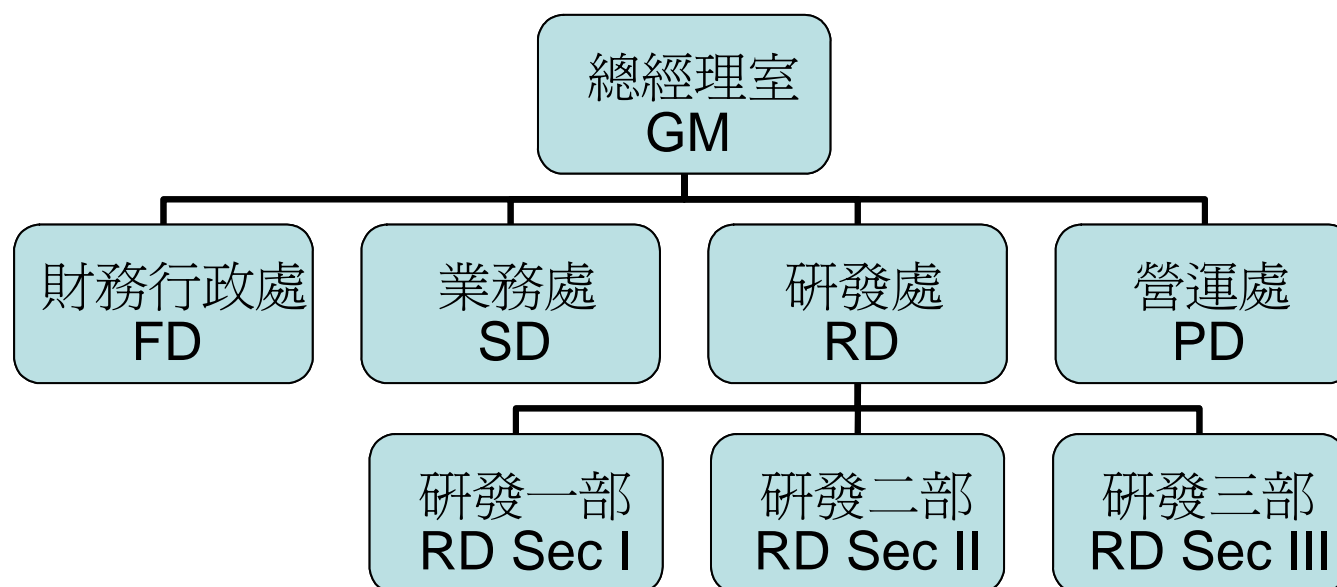 總經理室
GM
財務行政處
FD
業務處
SD
研發處
RD
營運處
PD
研發一部
RD Sec I
研發二部
RD Sec II
研發三部
RD Sec III